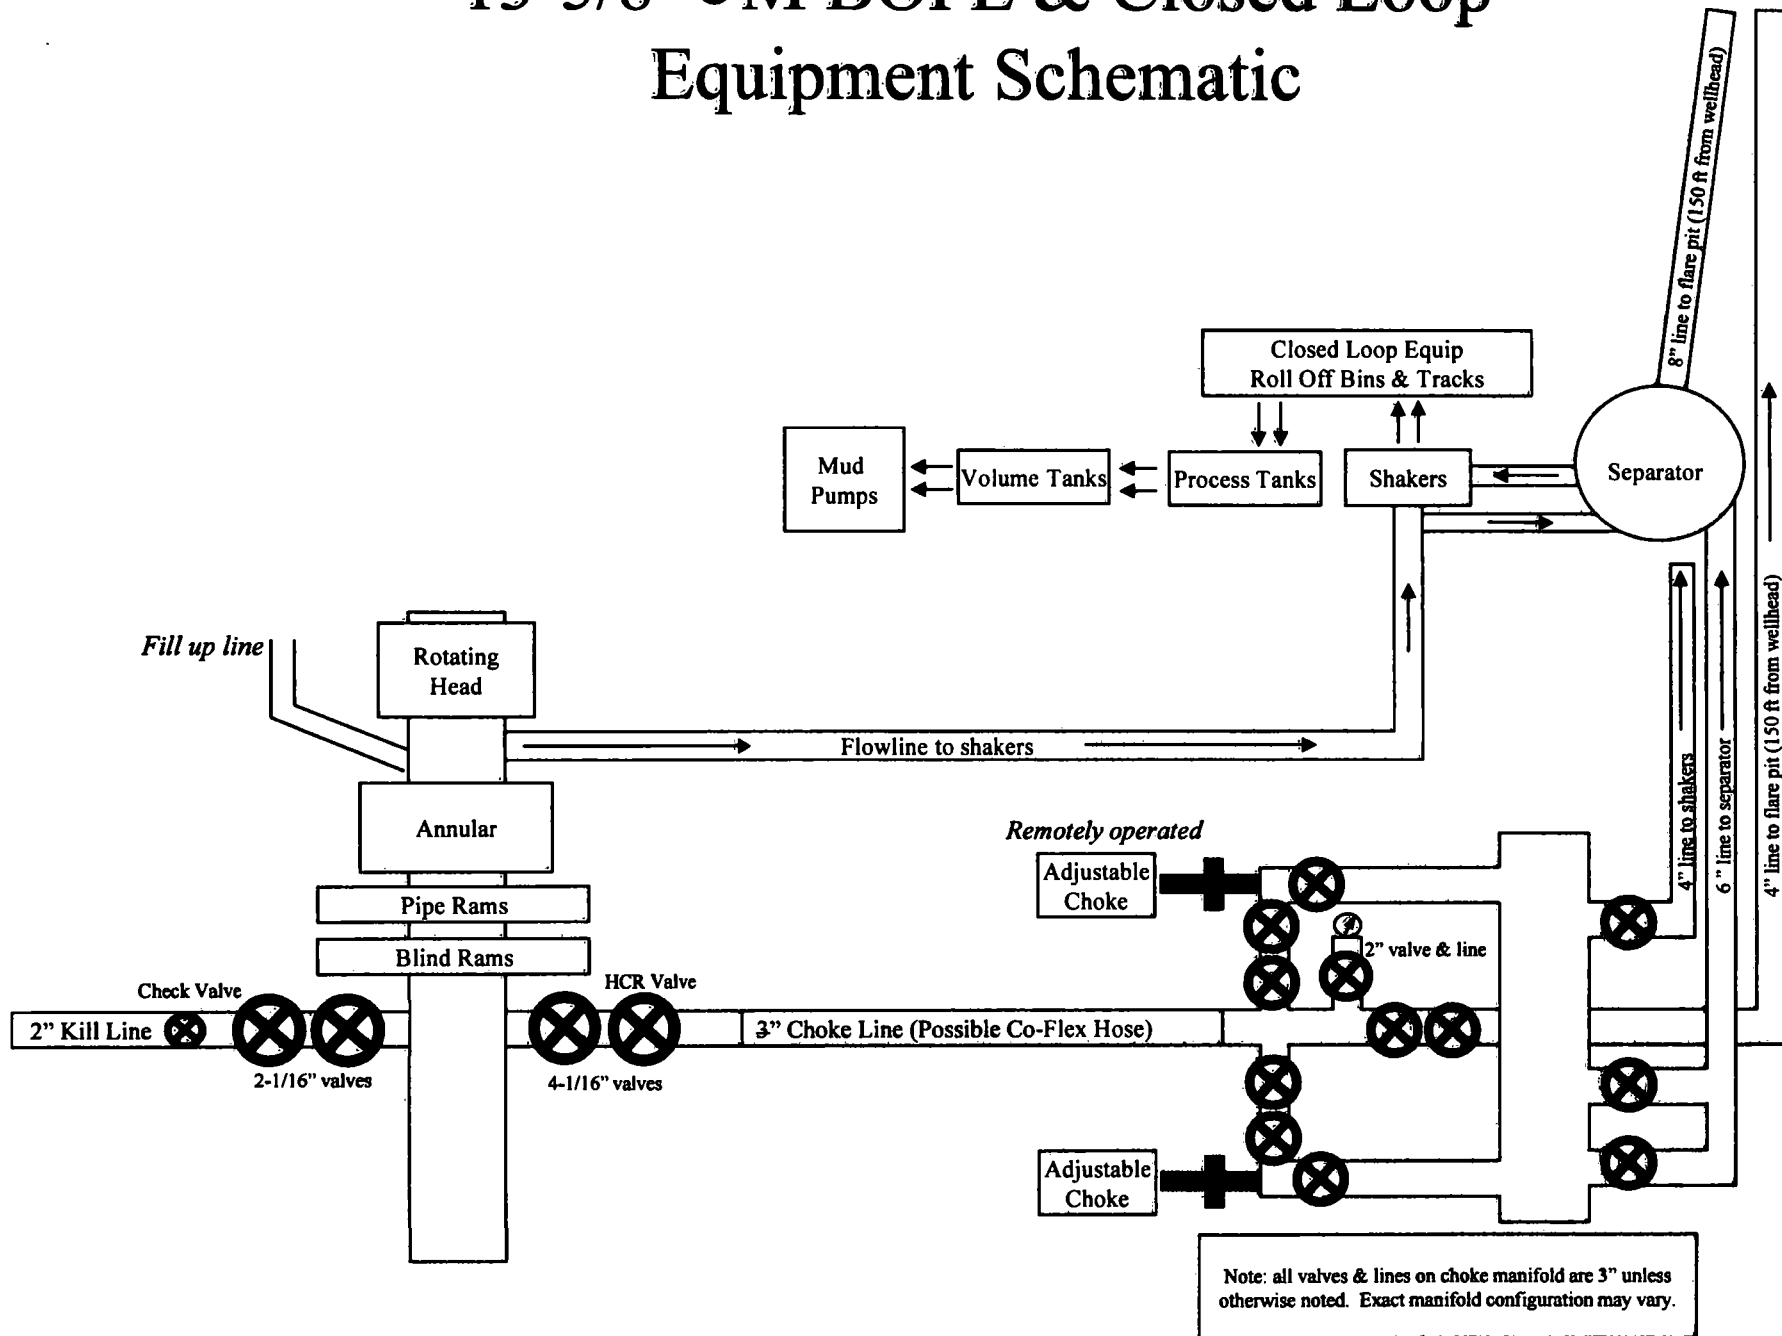 BOPE & Closed Loop
Equipment Schematic
8” line to flare pit (150 ft from wellhead)
Closed Loop Equip
Roll Off Bins & Tracks
Mud
Pumps
Volume Tanks
Process Tanks
Shakers
Separator
Fill up line
Rotating
Head
Flowline to shakers
Annular
Pipe Rams
Blind Rams
Check Valve
HCR Valve
2” Kill Line
3” Choke Line (Possible Co-Flex Hose)
2-1/16” valves
4-1/16” valves
Remotely operated
Adjustable
Choke
2” valve & line
Adjustable
Choke
4” line to shakers
6 ” line to separator
4” line to flare pit (150 ft from wellhead)
Note: all valves & lines on choke manifold are 3” unless
otherwise noted. Exact manifold configuration may vary.